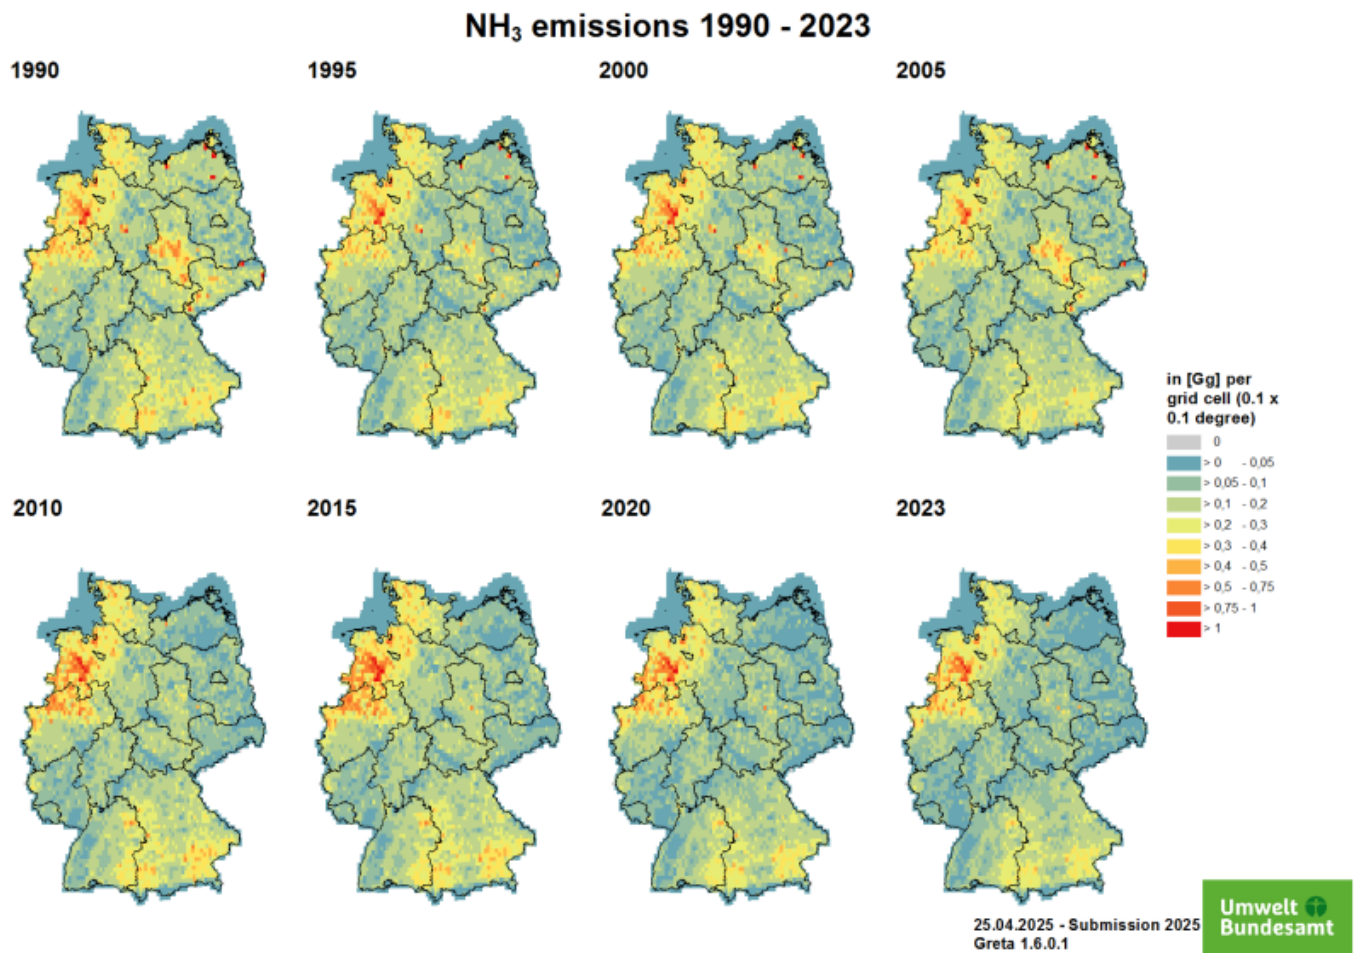 NH₃ emissions 1990 - 2023
1990
1995
2000
2005
in [Gg] per
grid cell (0.1 x
0.1 degree)
0
> 0 - 0,05
> 0,05 - 0,1
> 0,1 - 0,2
> 0,2 - 0,3
> 0,3 - 0,4
> 0,4 - 0,5
> 0,5 - 0,75
> 0,75 - 1
> 1
2010
2015
2020
2023
25.04.2025 - Submission 2025
Greta 1.6.0.1
Umwelt
Bundesamt